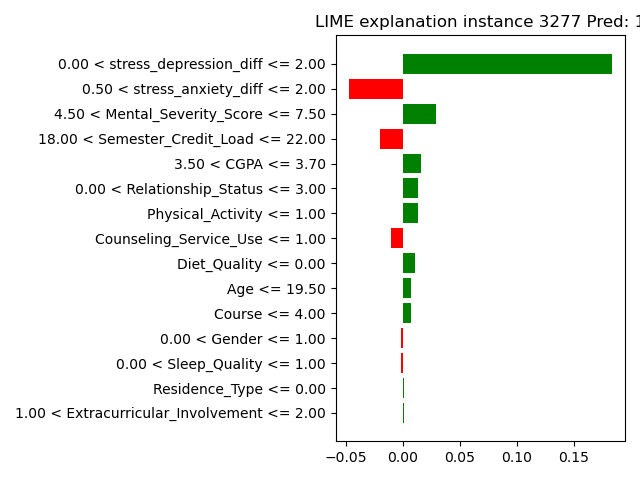 LIME explanation instance 3277 Pred: 1
0.00 < stress_depression_diff <= 2.00
0.50 < stress_anxiety_diff <= 2.00
4.50 < Mental_Severity_Score <= 7.50
18.00 < Semester_Credit_Load <= 22.00
3.50 < CGPA <= 3.70
0.00 < Relationship_Status <= 3.00
Physical_Activity <= 1.00
Counseling_Service_Use <= 1.00
Diet_Quality <= 0.00
Age <= 19.50
Course <= 4.00
0.00 < Gender <= 1.00
0.00 < Sleep_Quality <= 1.00
Residence_Type <= 0.00
1.00 < Extracurricular_Involvement <= 2.00
−0.05 0.00 0.05 0.10 0.15